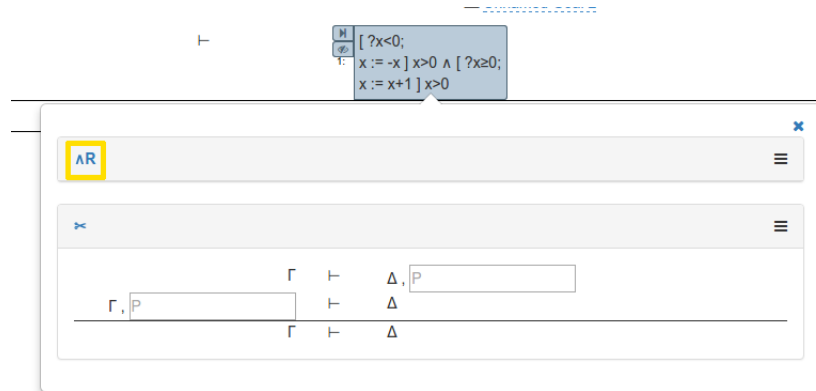 ⊢
1:
[ ?x<0;
x := -x ] x>0 ∧ [ ?x≥0;
x := x+1 ] x>0
∧R
Γ ⊢ Δ , P
Γ , P ⊢ Δ
Γ ⊢ Δ